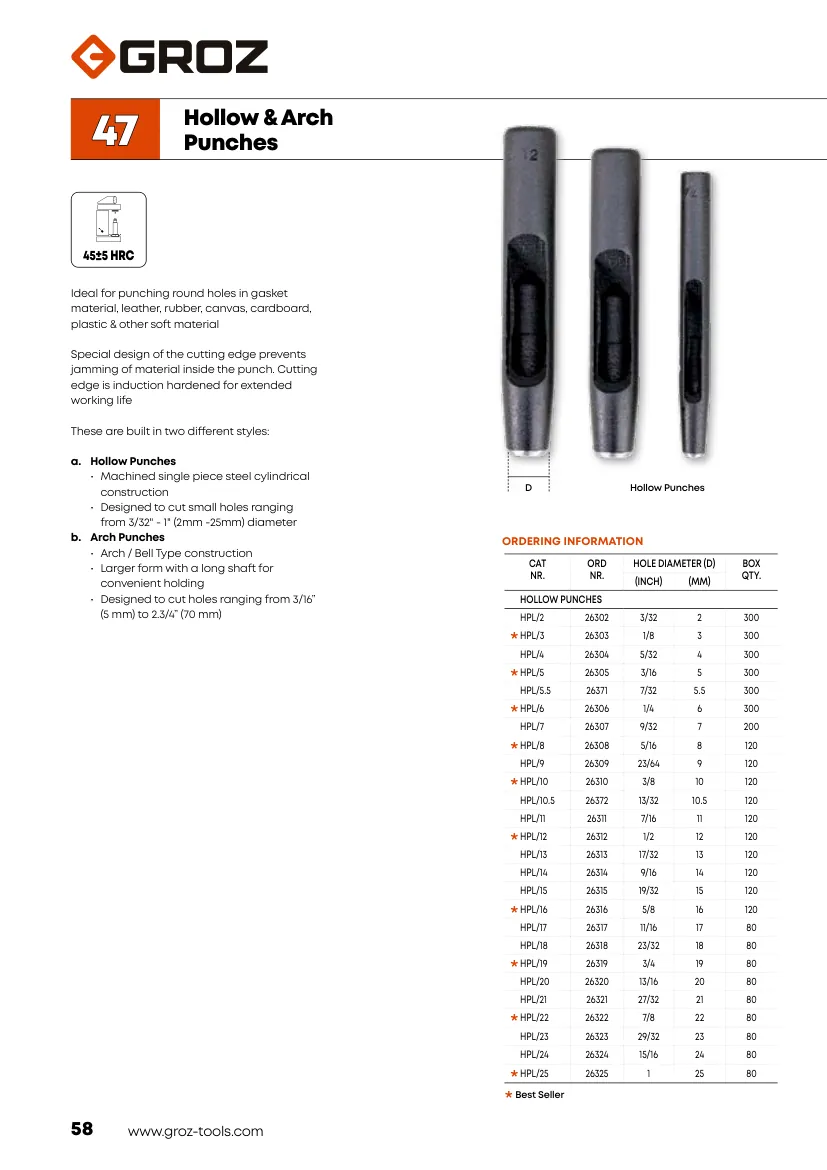 GROZ
47
Hollow & Arch
Punches
12
45±5 HRC
Ideal for punching round holes in gasket
material, leather, rubber, canvas, cardboard,
plastic & other soft material
Special design of the cutting edge prevents
jamming of material inside the punch. Cutting
edge is induction hardened for extended
working life
These are built in two different styles:
a. Hollow Punches
· Machined single piece steel cylindrical
construction
· Designed to cut small holes ranging
from 3/32" - 1" (2mm -25mm) diameter
b. Arch Punches
· Arch / Bell Type construction
· Larger form with a long shaft for
convenient holding
· Designed to cut holes ranging from 3/16"
(5 mm) to 2.3/4" (70 mm)
D
Hollow Punches
ORDERING INFORMATION
CAT NR. ORD NR. HOLE DIAMETER (D) BOX QTY.
(INCH) (MM)
HOLLOW PUNCHES
HPL/2 26302 3/32 2 300
* HPL/3 26303 1/8 3 300
HPL/4 26304 5/32 4 300
* HPL/5 26305 3/16 5 300
HPL/5.5 26371 7/32 5.5 300
* HPL/6 26306 1/4 6 300
HPL/7 26307 9/32 7 200
* HPL/8 26308 5/16 8 120
HPL/9 26309 23/64 9 120
* HPL/10 26310 3/8 10 120
HPL/10.5 26372 13/32 10.5 120
HPL/11 26311 7/16 11 120
* HPL/12 26312 1/2 12 120
HPL/13 26313 17/32 13 120
HPL/14 26314 9/16 14 120
HPL/15 26315 19/32 15 120
* HPL/16 26316 5/8 16 120
HPL/17 26317 11/16 17 80
HPL/18 26318 23/32 18 80
* HPL/19 26319 3/4 19 80
HPL/20 26320 13/16 20 80
HPL/21 26321 27/32 21 80
* HPL/22 26322 7/8 22 80
HPL/23 26323 29/32 23 80
HPL/24 26324 15/16 24 80
* HPL/25 26325 1 25 80
* Best Seller
58
www.groz-tools.com